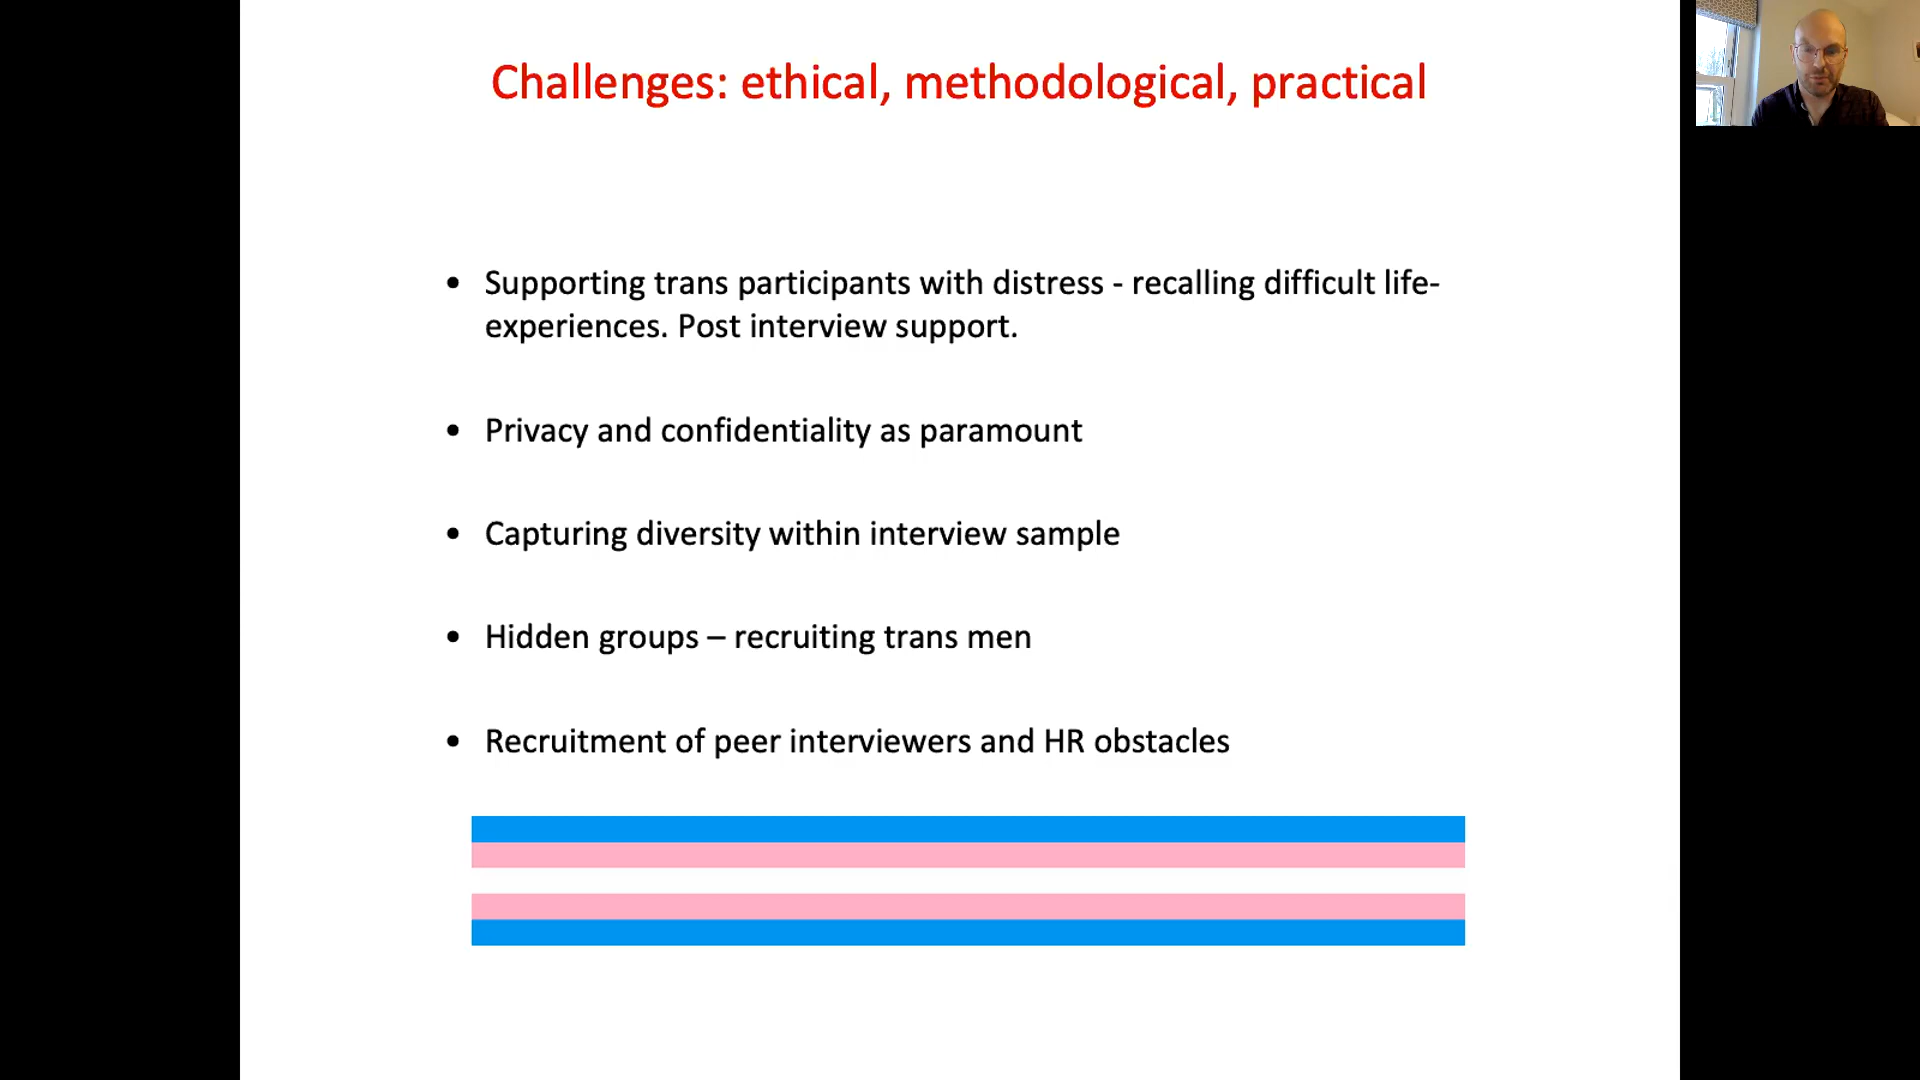 Challenges: ethical, methodological, practical
• Supporting trans participants with distress - recalling difficult life-
experiences. Post interview support.
• Privacy and confidentiality as paramount
• Capturing diversity within interview sample
• Hidden groups – recruiting trans men
• Recruitment of peer interviewers and HR obstacles